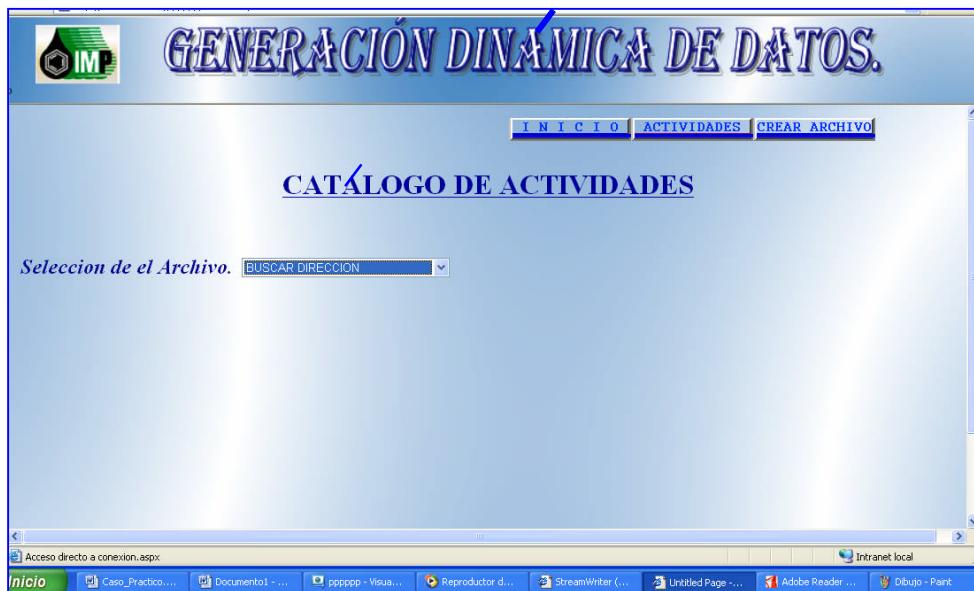 IMP
GENERACIÓN DINÁMICA DE DATOS.
I N I C I O ACTIVIDADES CREAR ARCHIVO
CATÁLOGO DE ACTIVIDADES
Seleccion de el Archivo. BUSCAR DIRECCION
Acceso directo a conexion.aspx Intranet local
Inicio Caso_Practico.... Documento1 - ... pppppp - Visua... Reproductor d... StreamWriter (... Untitled Page -... Adobe Reader ... Dibujo - Paint